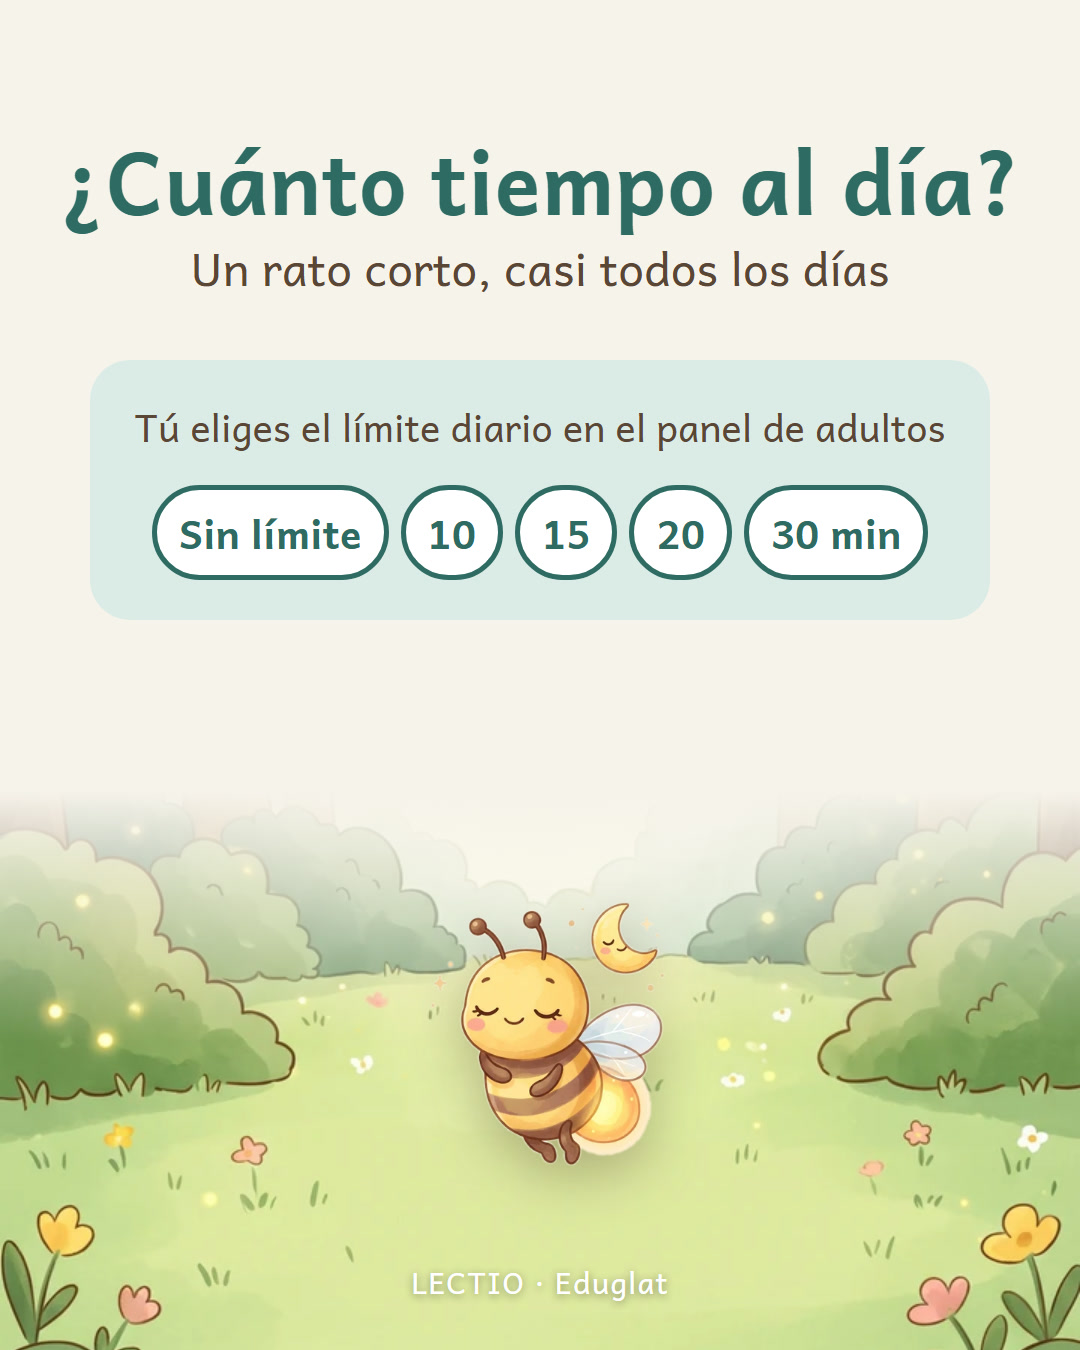 ¿Cuánto tiempo al día?
Un rato corto, casi todos los días
Tú eliges el límite diario en el panel de adultos
Sin límite 10 15 20 30 min
LECTIO · Eduglat